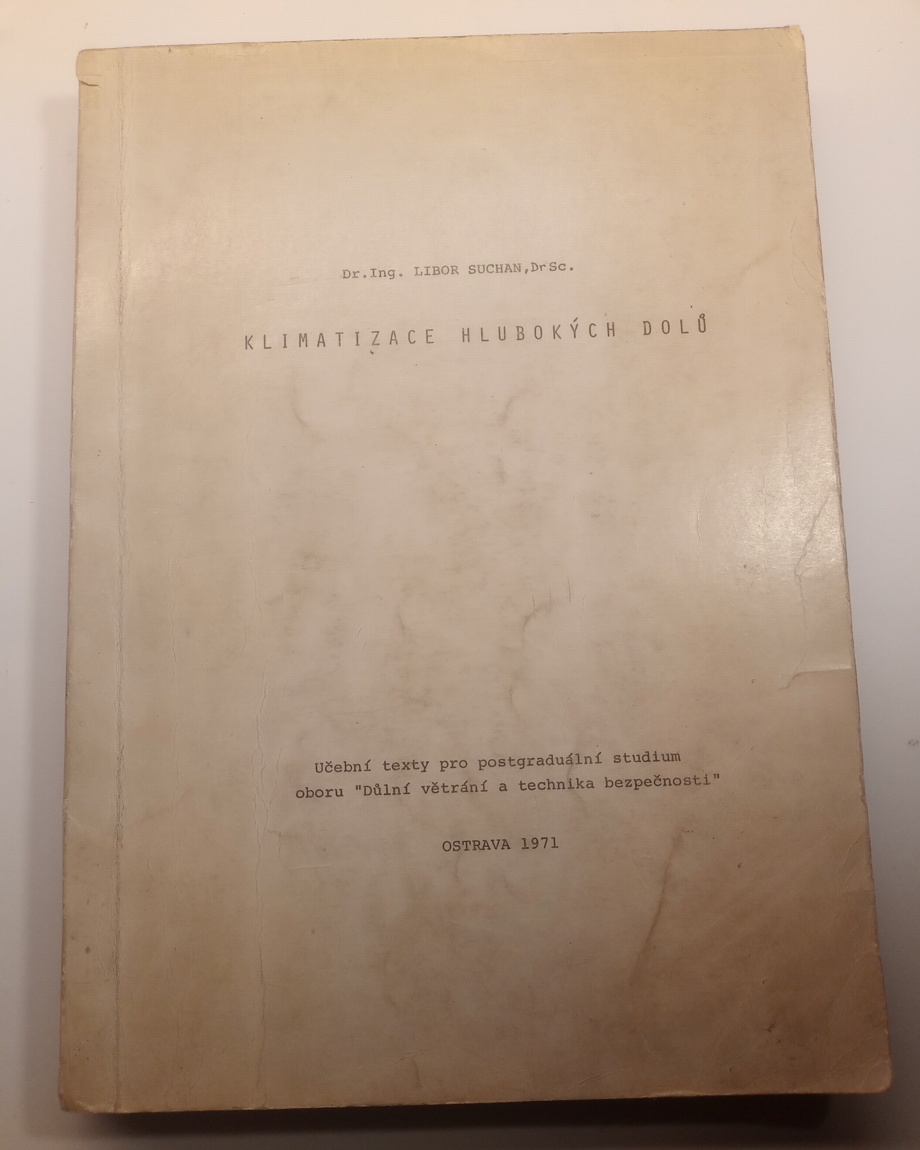 Dr.Ing. LIBOR SUCHAN,DrSc.
KLIMATIZACE HLUBOKÝCH DOLŮ
Učební texty pro postgraduální studium
oboru "Důlní větrání a technika bezpečnosti"
OSTRAVA 1971